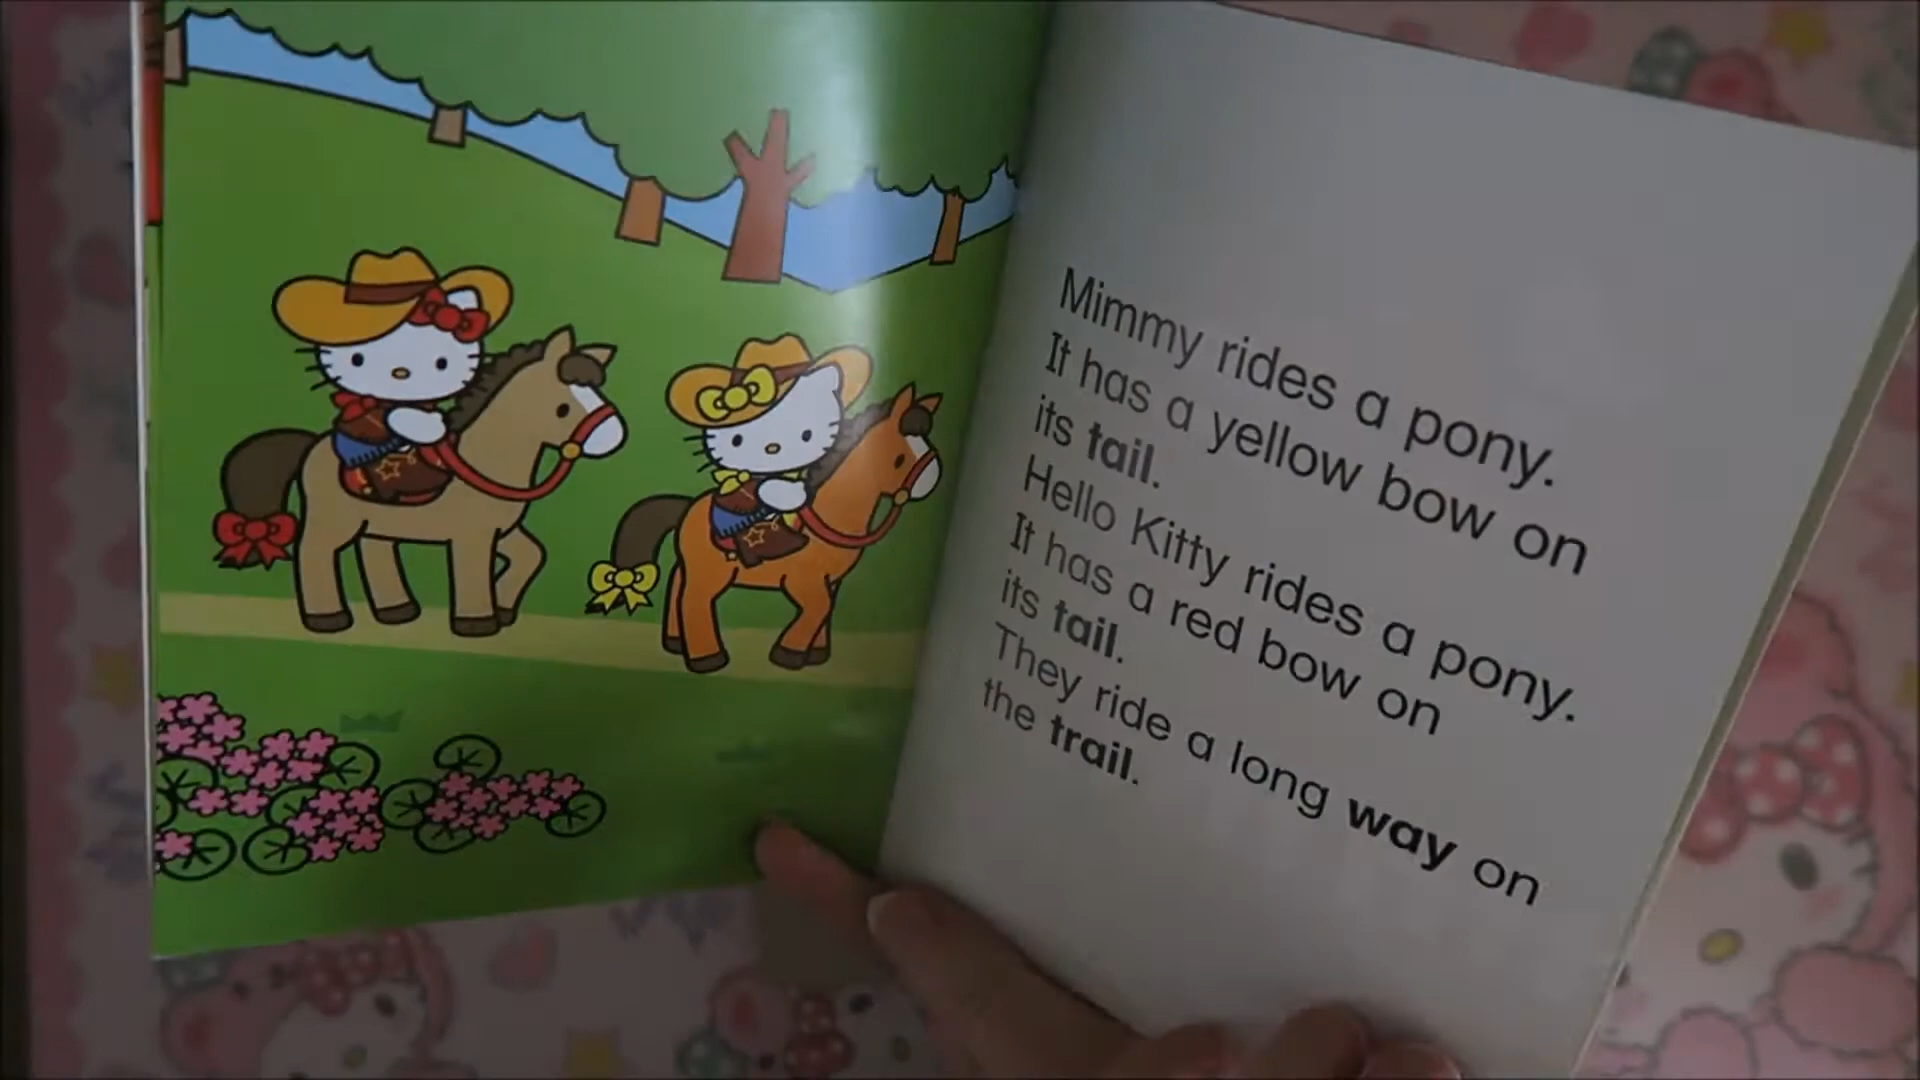 Mimmy rides a pony.
It has a yellow bow on
its tail.
Hello Kitty rides a pony.
It has a red bow on
its tail.
They ride a long way on
the trail.